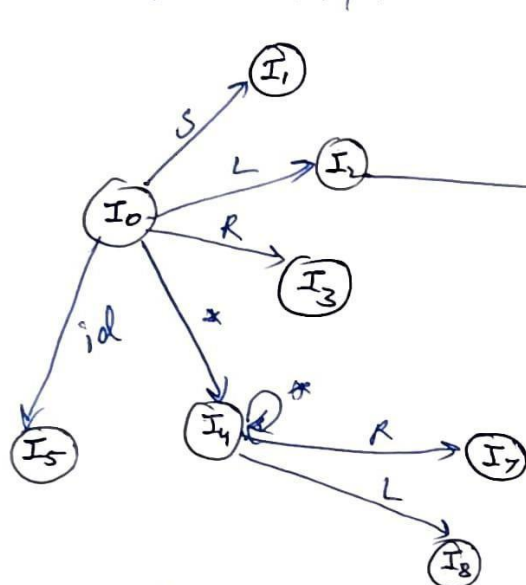 I₁
S
L
I₂
I₀
R
I₃
id
*
*
I₄
R
I₅
I₇
L
I₈